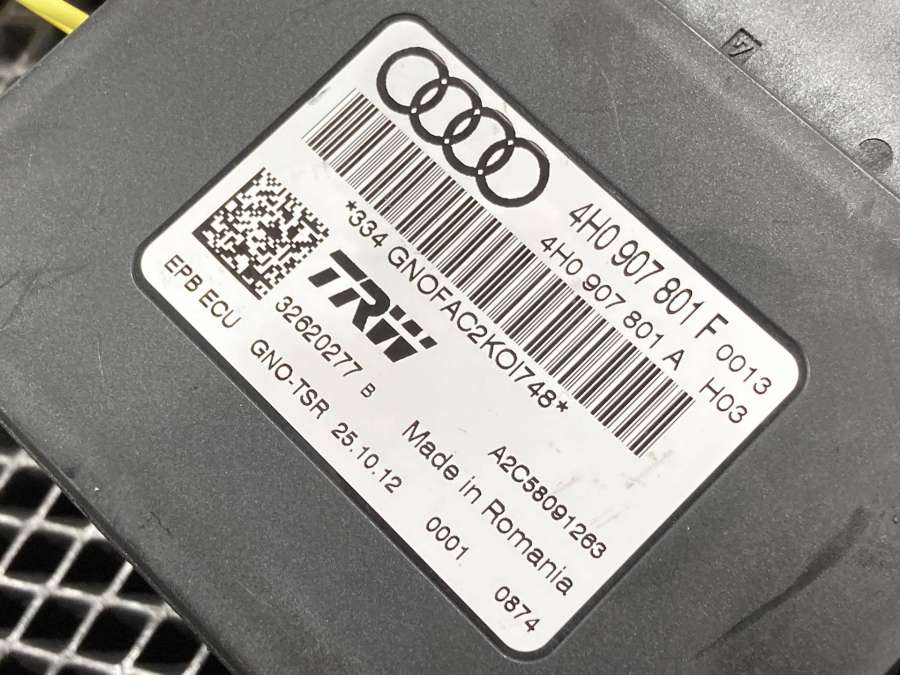 4H0 907 801 F 0013
4H0 907 801 A H03
*334 GNOFAC2KOI748*
TRW
A2C58091263
EPB ECU 32620277 B Made in Romania
GNO-TSR 25.10.12 0001 0874